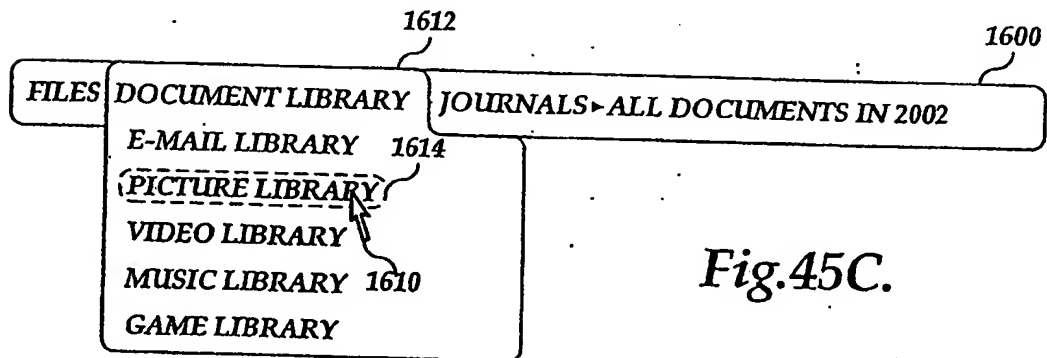 1612
1600
FILES DOCUMENT LIBRARY JOURNALS▸ALL DOCUMENTS IN 2002
E-MAIL LIBRARY 1614
PICTURE LIBRARY
VIDEO LIBRARY
MUSIC LIBRARY 1610
GAME LIBRARY
Fig.45C.